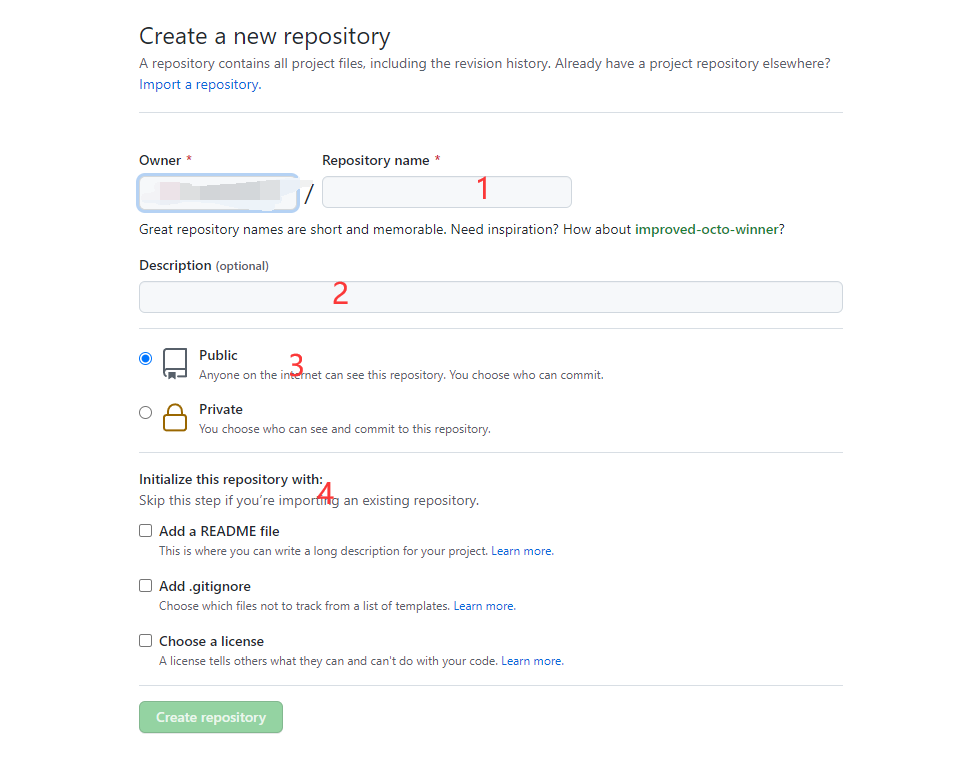 Create a new repository
A repository contains all project files, including the revision history. Already have a project repository elsewhere?
Import a repository.
Owner * Repository name *
/ 1
Great repository names are short and memorable. Need inspiration? How about improved-octo-winner?
Description (optional)
2
Public
3
Anyone on the internet can see this repository. You choose who can commit.
Private
You choose who can see and commit to this repository.
Initialize this repository with:
4
Skip this step if you’re importing an existing repository.
Add a README file
This is where you can write a long description for your project. Learn more.
Add .gitignore
Choose which files not to track from a list of templates. Learn more.
Choose a license
A license tells others what they can and can't do with your code. Learn more.
Create repository